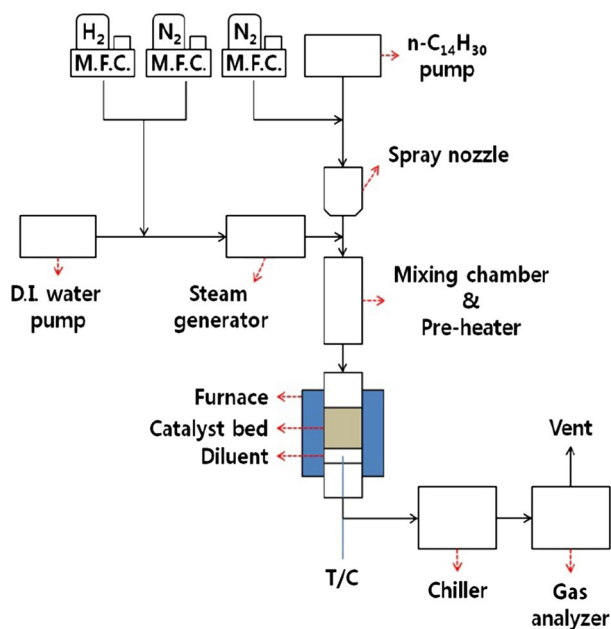 H₂ N₂ N₂
M.F.C. M.F.C. M.F.C.
n-C₁₄H₃₀
pump
Spray nozzle
D.I. water
pump
Steam
generator
Mixing chamber
&
Pre-heater
Furnace
Catalyst bed
Diluent
T/C
Chiller
Vent
Gas
analyzer